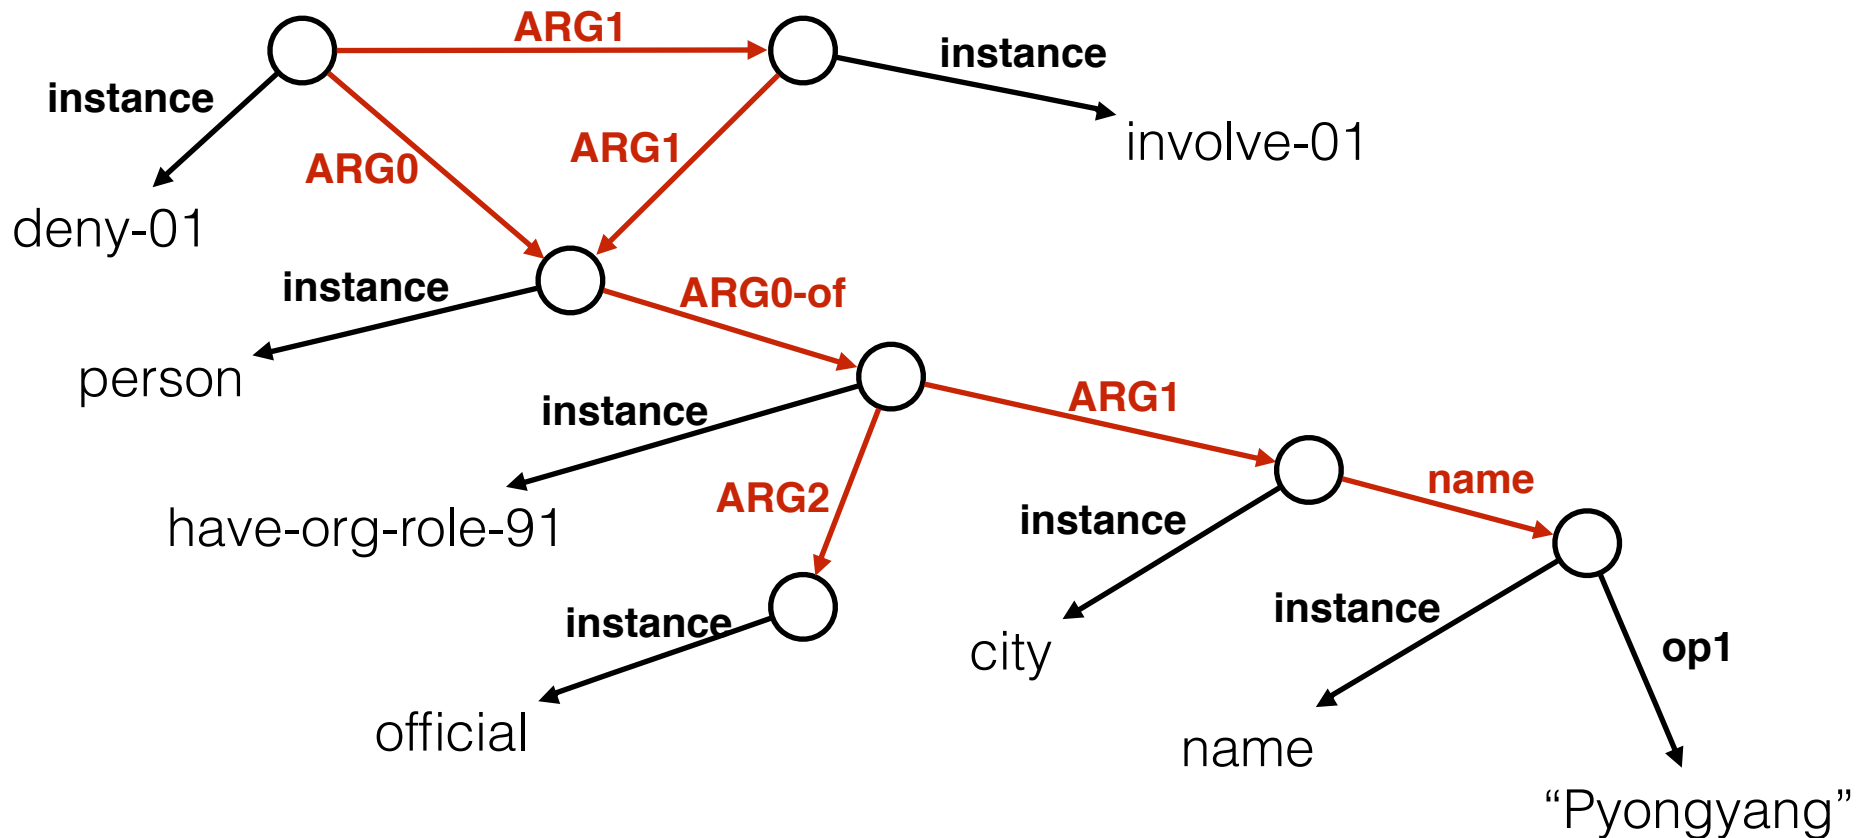 ARG1
instance
instance
involve-01
ARG1
ARG0
deny-01
instance
ARG0-of
person
ARG1
instance
name
ARG2
instance
have-org-role-91
instance
instance
city
op1
official
name
“Pyongyang”